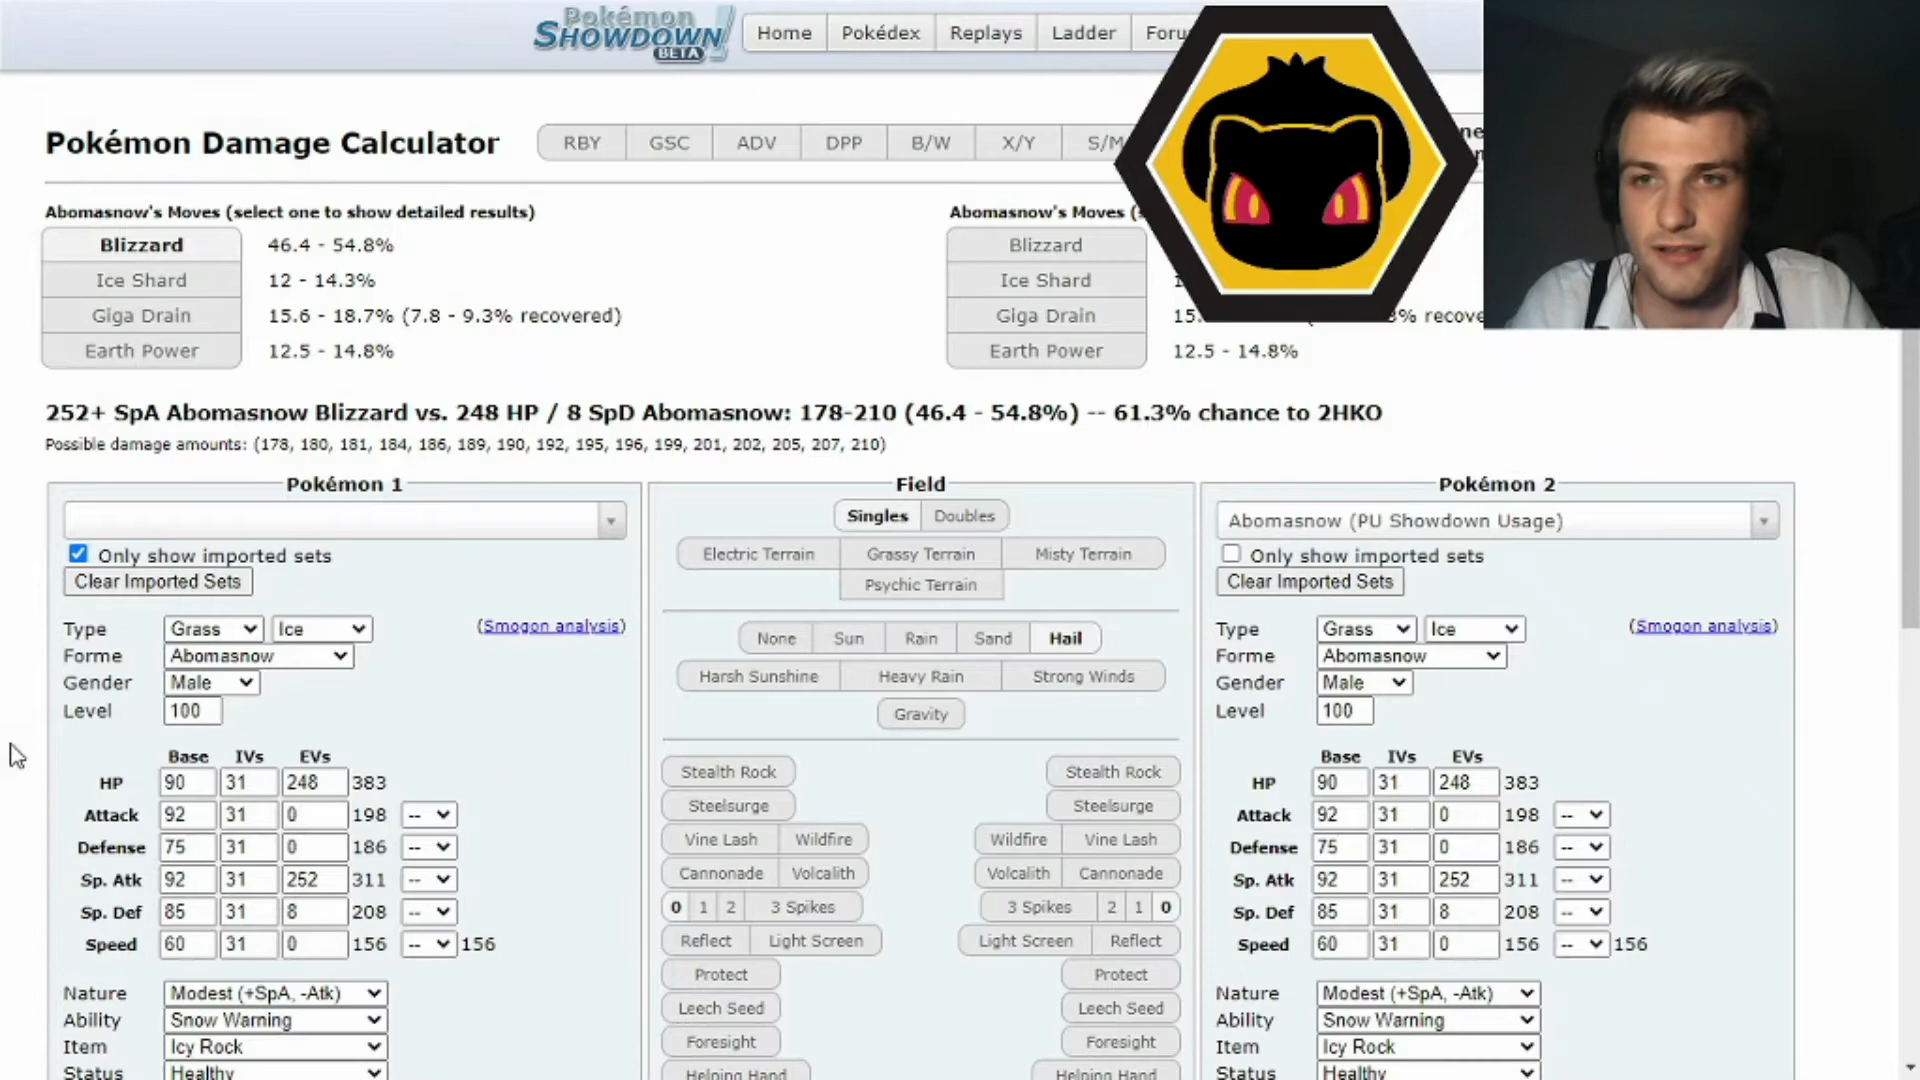 Pokémon
SHOWDOWN
BETA
Home Pokédex Replays Ladder
Pokémon Damage Calculator RBY GSC ADV DPP B/W X/Y S/M
Abomasnow's Moves (select one to show detailed results) Abomasnow's Moves
Blizzard 46.4 - 54.8% Blizzard
Ice Shard 12 - 14.3% Ice Shard
Giga Drain 15.6 - 18.7% (7.8 - 9.3% recovered) Giga Drain
Earth Power 12.5 - 14.8% Earth Power 12.5 - 14.8%
252+ SpA Abomasnow Blizzard vs. 248 HP / 8 SpD Abomasnow: 178-210 (46.4 - 54.8%) -- 61.3% chance to 2HKO
Possible damage amounts: (178, 180, 181, 184, 186, 189, 190, 192, 195, 196, 199, 201, 202, 205, 207, 210)
Pokémon 1
Only show imported sets
Clear Imported Sets
Type Grass Ice (Smogon analysis)
Forme Abomasnow
Gender Male
Level 100
Base IVs EVs
HP 90 31 248 383
Attack 92 31 0 198 --
Defense 75 31 0 186 --
Sp. Atk 92 31 252 311 --
Sp. Def 85 31 8 208 --
Speed 60 31 0 156 -- 156
Nature Modest (+SpA, -Atk)
Ability Snow Warning
Item Icy Rock
Status Healthy
Field
Singles Doubles
Electric Terrain Grassy Terrain Misty Terrain
Psychic Terrain
None Sun Rain Sand Hail
Harsh Sunshine Heavy Rain Strong Winds
Gravity
Stealth Rock Stealth Rock
Steelsurge Steelsurge
Vine Lash Wildfire Wildfire Vine Lash
Cannonade Volcalith Volcalith Cannonade
0 1 2 3 Spikes 3 Spikes 2 1 0
Reflect Light Screen Light Screen Reflect
Protect Protect
Leech Seed Leech Seed
Foresight Foresight
Helping Hand Helping Hand
Pokémon 2
Abomasnow (PU Showdown Usage)
Only show imported sets
Clear Imported Sets
Type Grass Ice (Smogon analysis)
Forme Abomasnow
Gender Male
Level 100
Base IVs EVs
HP 90 31 248 383
Attack 92 31 0 198 --
Defense 75 31 0 186 --
Sp. Atk 92 31 252 311 --
Sp. Def 85 31 8 208 --
Speed 60 31 0 156 -- 156
Nature Modest (+SpA, -Atk)
Ability Snow Warning
Item Icy Rock
Status Healthy